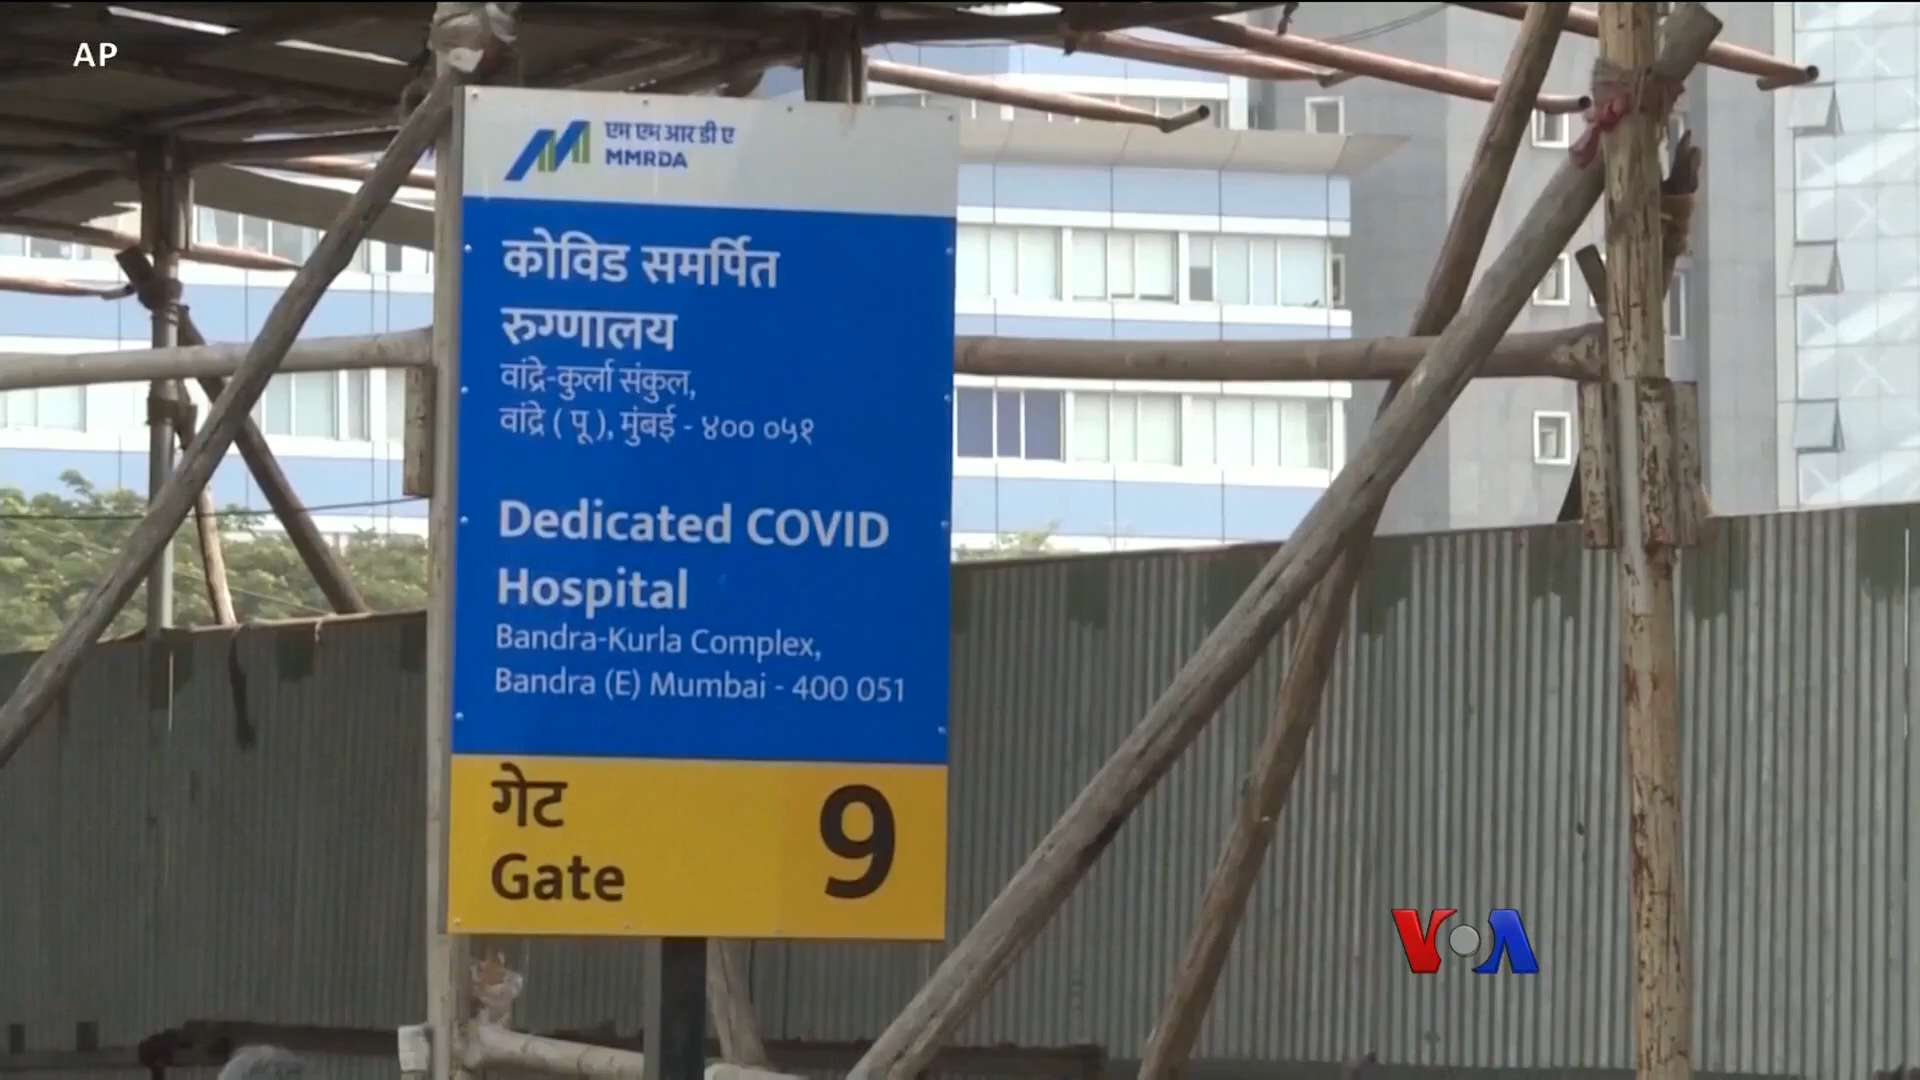 AP
एम एम आर डी ए
MMRDA
कोविड समर्पित
रुग्णालय
वांद्रे-कुर्ला संकुल,
वांद्रे ( पू ), मुंबई - ४०० ०५१
Dedicated COVID
Hospital
Bandra-Kurla Complex,
Bandra (E) Mumbai - 400 051
गेट
Gate
9
VOA